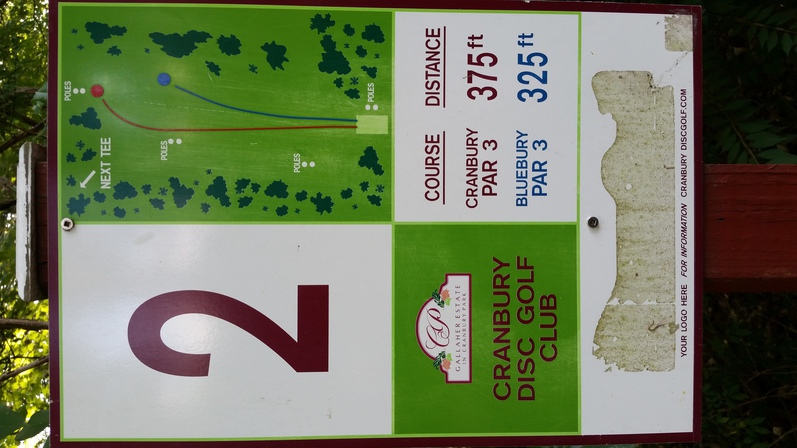 2
POLES
NEXT TEE
POLES
POLES
POLES
CP
GALLAHER ESTATE
IN CRANBURY PARK
CRANBURY
DISC GOLF
CLUB
COURSE DISTANCE
CRANBURY
PAR 3 375 ft
BLUEBURY
PAR 3 325 ft
YOUR LOGO HERE FOR INFORMATION CRANBURY DISCGOLF.COM